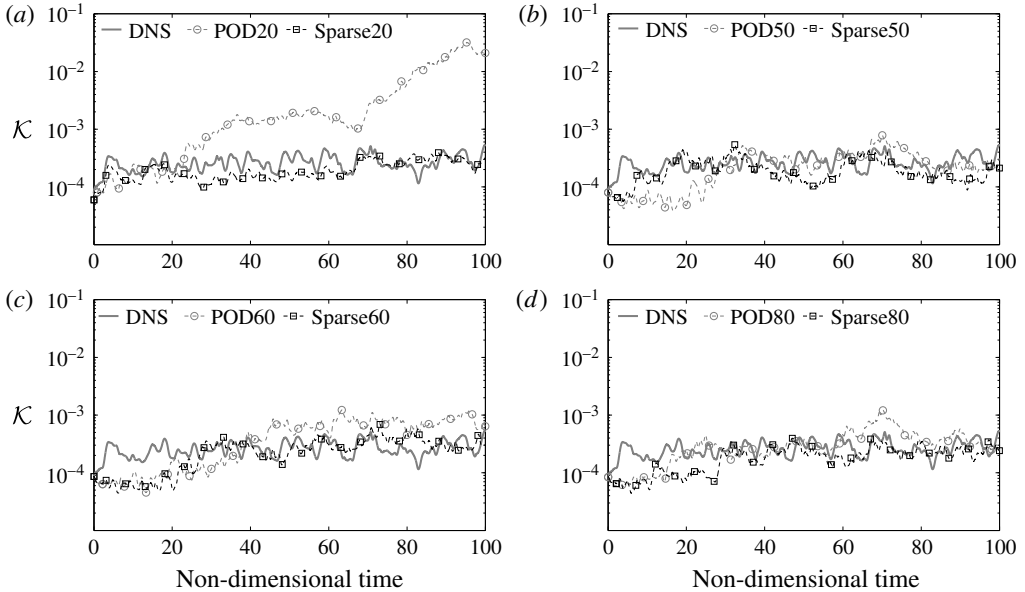 (a)
10⁻¹
DNS POD20 Sparse20
10⁻²
10⁻³
K
10⁻⁴
0 20 40 60 80 100
(b)
10⁻¹
DNS POD50 Sparse50
10⁻²
10⁻³
10⁻⁴
0 20 40 60 80 100
(c)
10⁻¹
DNS POD60 Sparse60
10⁻²
10⁻³
K
10⁻⁴
0 20 40 60 80 100
Non-dimensional time
(d)
10⁻¹
DNS POD80 Sparse80
10⁻²
10⁻³
10⁻⁴
0 20 40 60 80 100
Non-dimensional time